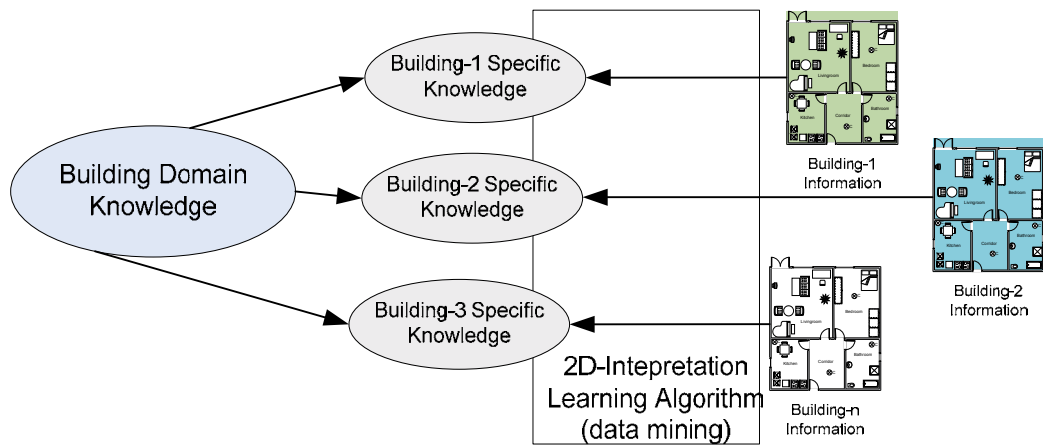 Building Domain
Knowledge
Building-1 Specific
Knowledge
Building-2 Specific
Knowledge
Building-3 Specific
Knowledge
2D-Intepretation
Learning Algorithm
(data mining)
Livingroom
Bedroom
Kitchen
Corridor
Bathroom
Building-1
Information
Livingroom
Bedroom
Kitchen
Corridor
Bathroom
Building-2
Information
Livingroom
Bedroom
Kitchen
Corridor
Bathroom
Building-n
Information